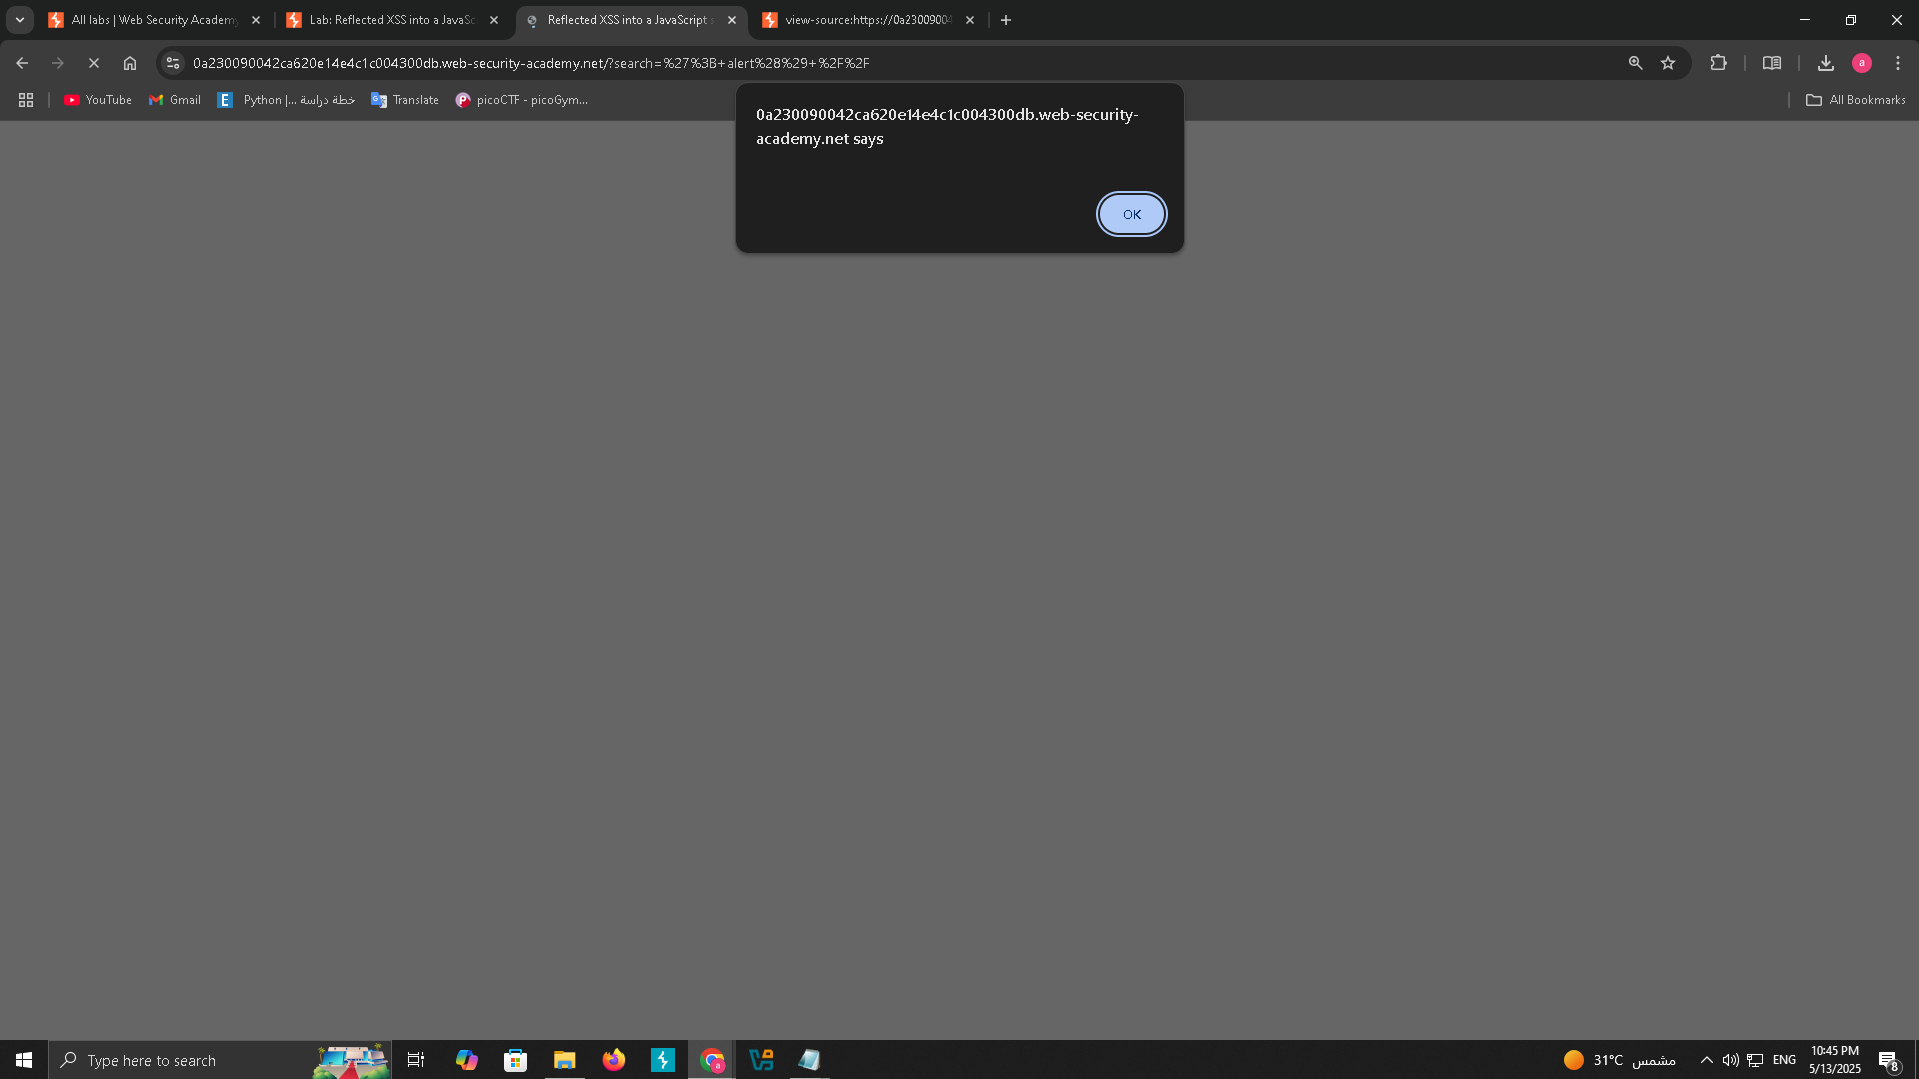 All labs | Web Security Academy
Lab: Reflected XSS into a JavaSc
Reflected XSS into a JavaScript s
view-source:https://0a23009004
0a230090042ca620e14e4c1c004300db.web-security-academy.net/?search=%27%3B+alert%28%29+%2F%2F
a
YouTube
Gmail
E
Python |... خطة دراسة
Translate
picoCTF - picoGym...
All Bookmarks
0a230090042ca620e14e4c1c004300db.web-security-
academy.net says
OK
Type here to search
a
31°C مشمس
ENG
10:45 PM
5/13/2025
8